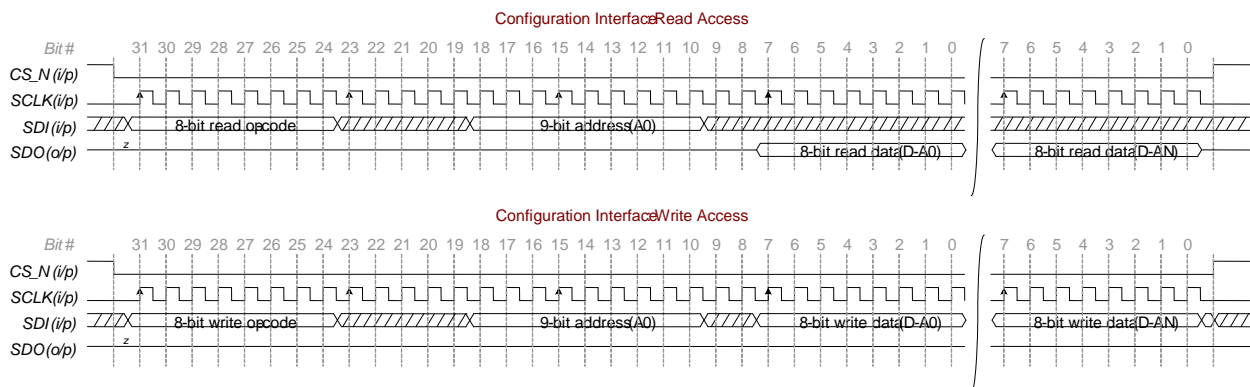 Configuration Interface:Read Access
Bit # 31 30 29 28 27 26 25 24 23 22 21 20 19 18 17 16 15 14 13 12 11 10 9 8 7 6 5 4 3 2 1 0 7 6 5 4 3 2 1 0
CS_N (i/p)
SCLK(i/p)
SDI (i/p) 8-bit read opcode 9-bit address(A0)
SDO (o/p) z 8-bit read data(D-A0) 8-bit read data(D-AN)
Configuration Interface:Write Access
Bit # 31 30 29 28 27 26 25 24 23 22 21 20 19 18 17 16 15 14 13 12 11 10 9 8 7 6 5 4 3 2 1 0 7 6 5 4 3 2 1 0
CS_N (i/p)
SCLK(i/p)
SDI (i/p) 8-bit write opcode 9-bit address(A0) 8-bit write data(D-A0) 8-bit write data(D-AN)
SDO (o/p) z